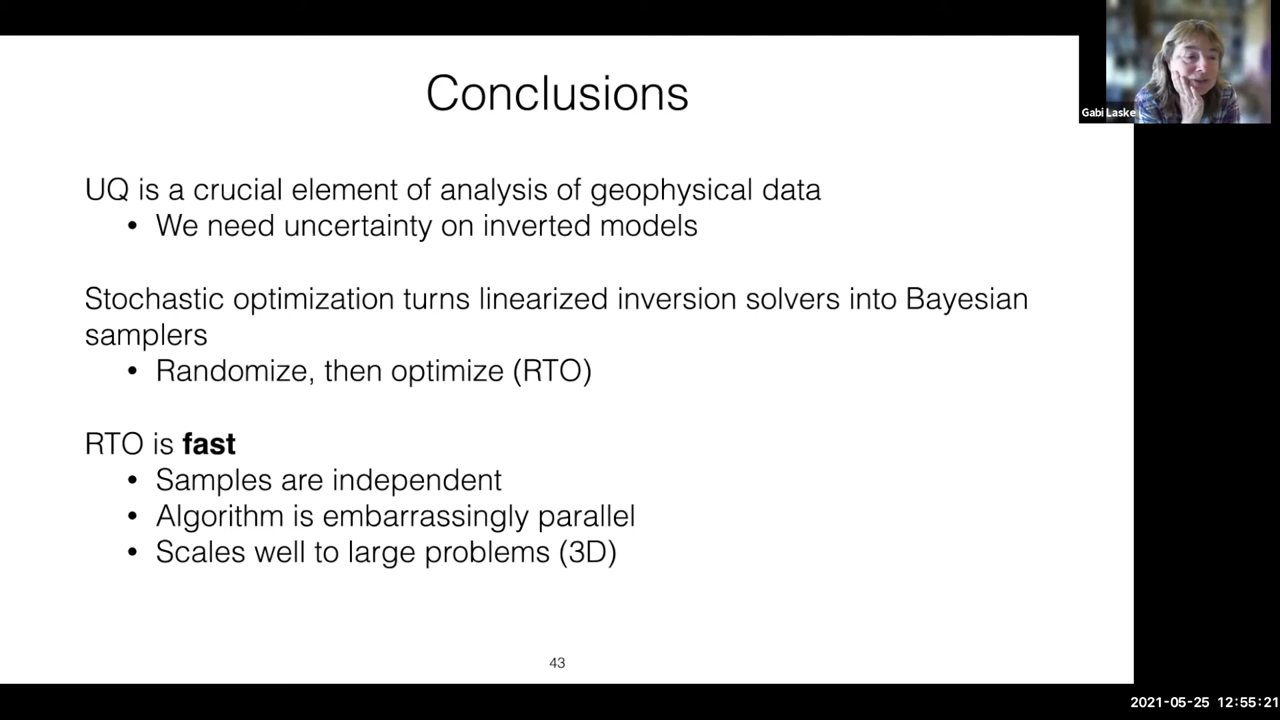 Conclusions
Gabi Laske
UQ is a crucial element of analysis of geophysical data
• We need uncertainty on inverted models
Stochastic optimization turns linearized inversion solvers into Bayesian
samplers
• Randomize, then optimize (RTO)
RTO is fast
• Samples are independent
• Algorithm is embarrassingly parallel
• Scales well to large problems (3D)
43
2021-05-25 12:55:21